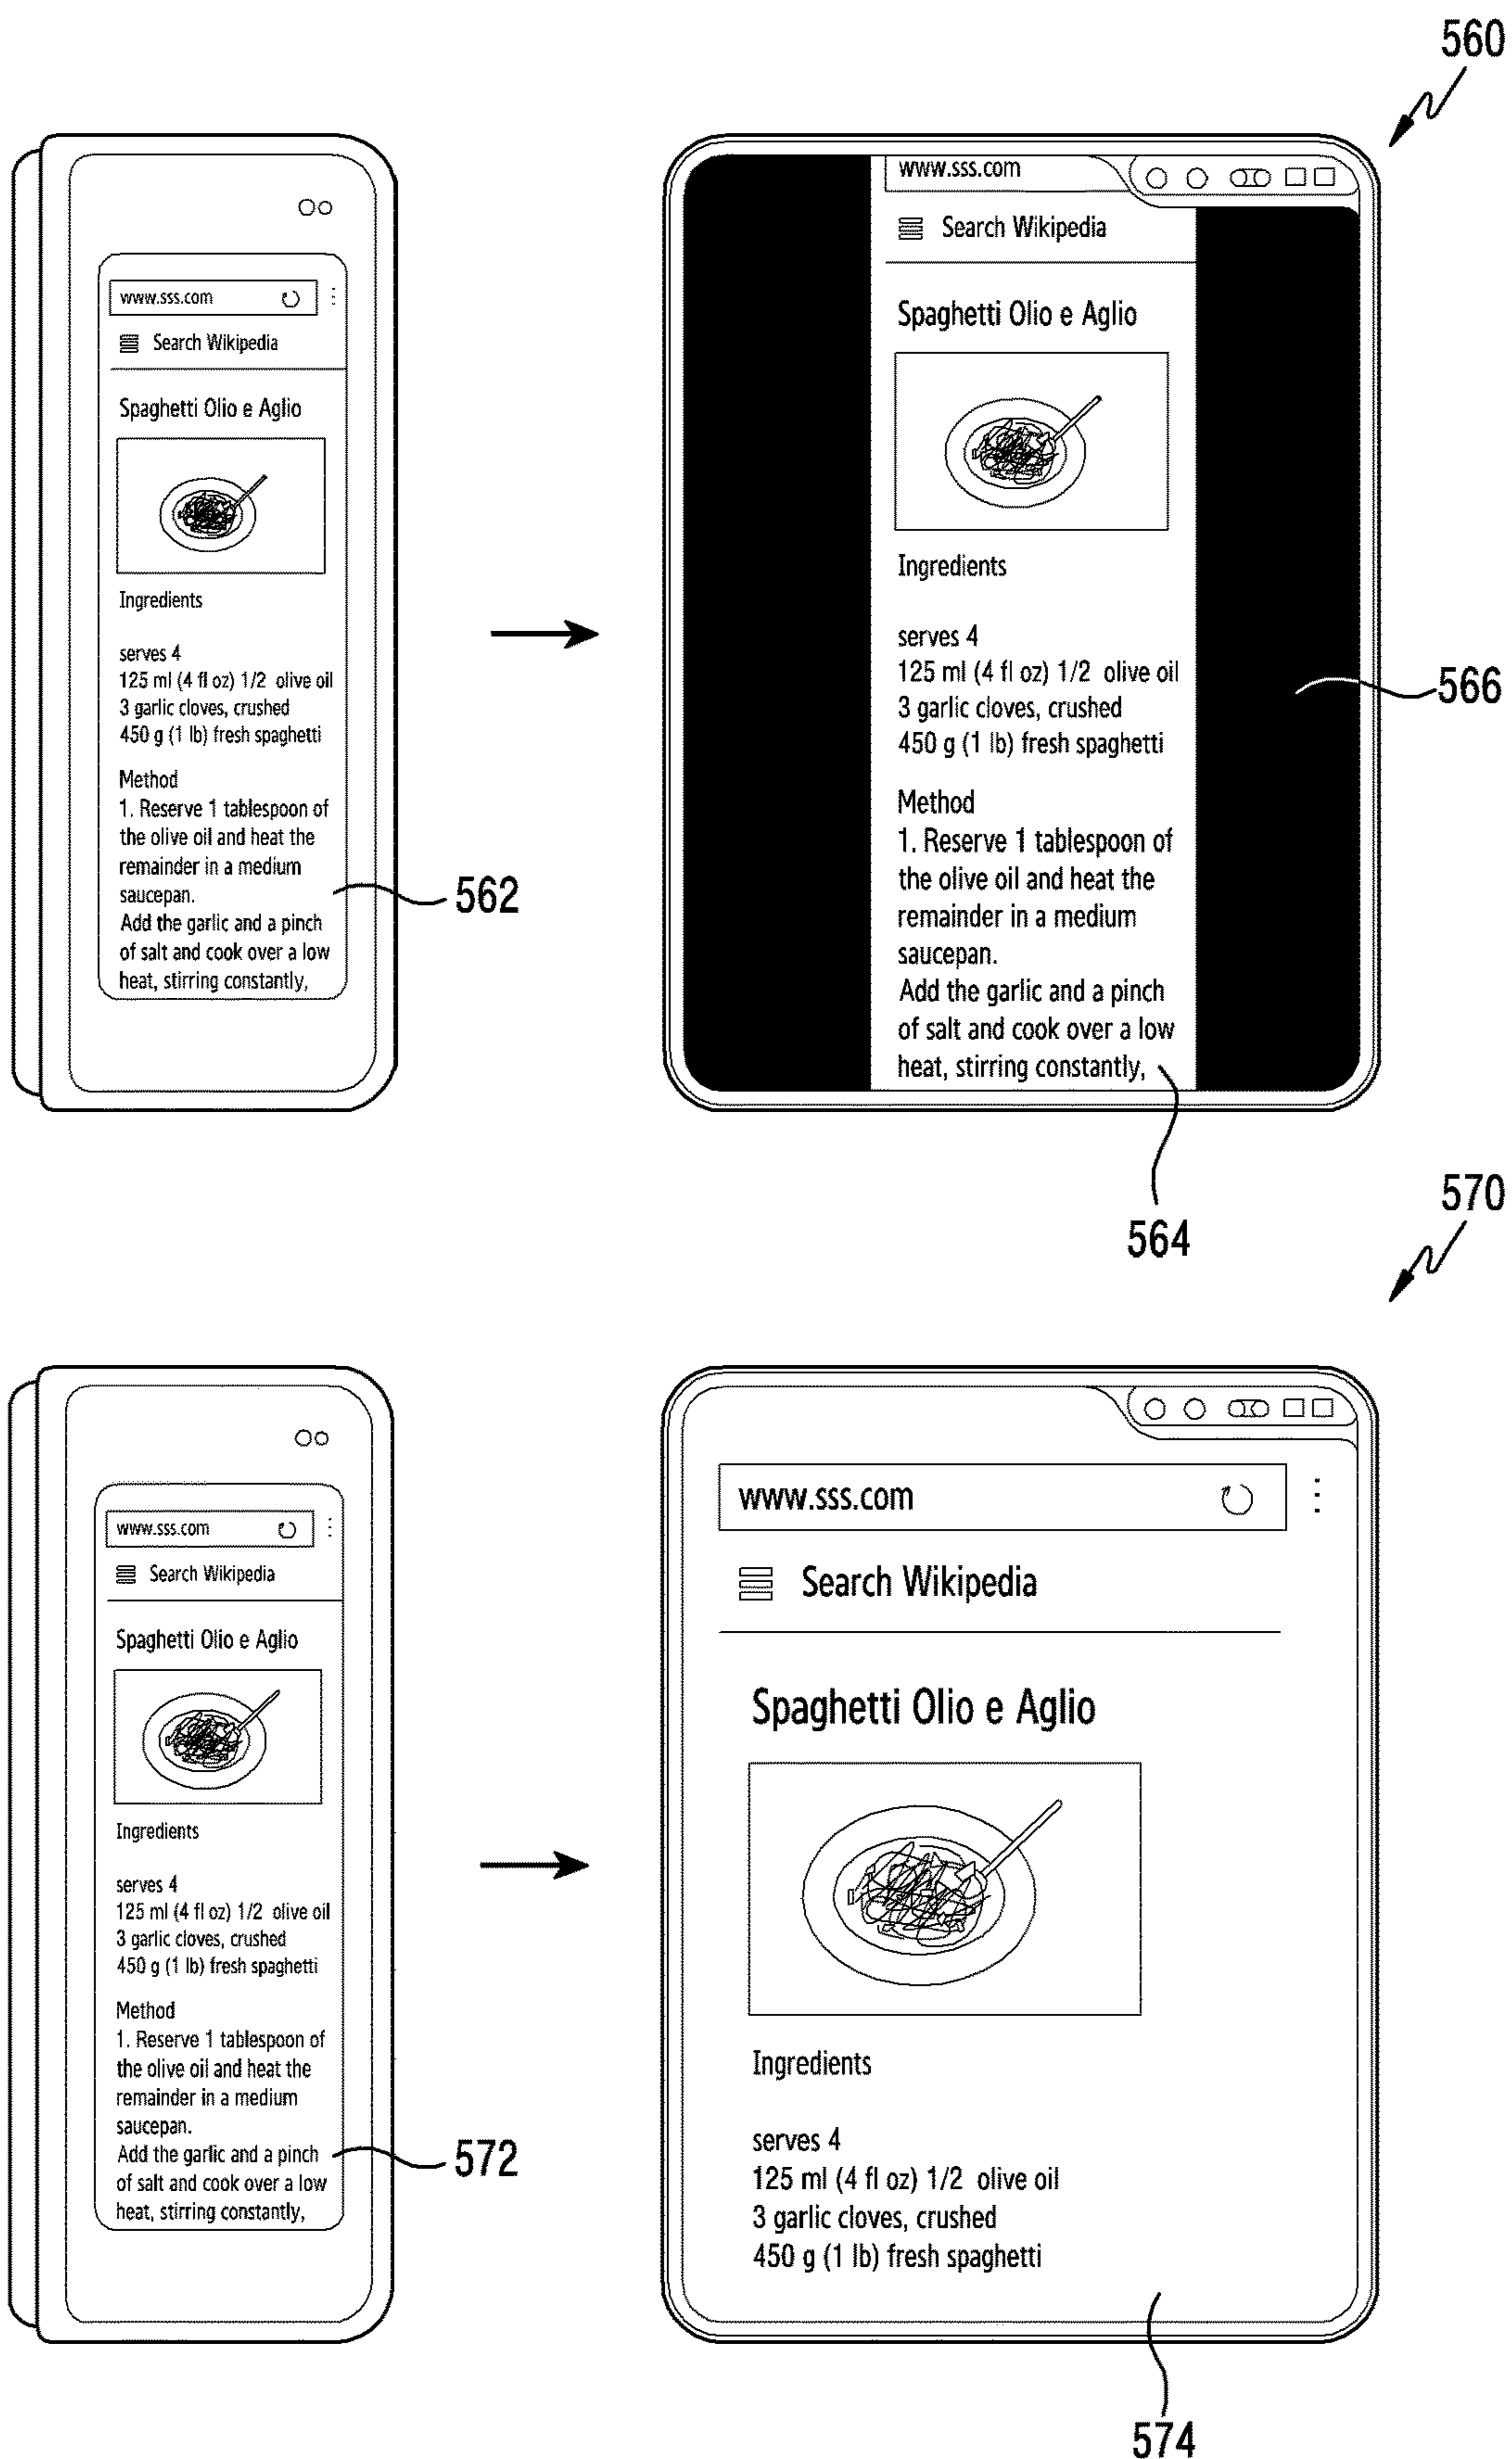 560
www.sss.com
Search Wikipedia
Spaghetti Olio e Aglio
Ingredients
serves 4
125 ml (4 fl oz) 1/2 olive oil
3 garlic cloves, crushed
450 g (1 lb) fresh spaghetti
Method
1. Reserve 1 tablespoon of
the olive oil and heat the
remainder in a medium
saucepan.
Add the garlic and a pinch
of salt and cook over a low
heat, stirring constantly,
562
www.sss.com
Search Wikipedia
Spaghetti Olio e Aglio
Ingredients
serves 4
125 ml (4 fl oz) 1/2 olive oil
3 garlic cloves, crushed
450 g (1 lb) fresh spaghetti
Method
1. Reserve 1 tablespoon of
the olive oil and heat the
remainder in a medium
saucepan.
Add the garlic and a pinch
of salt and cook over a low
heat, stirring constantly,
566
564
570
www.sss.com
Search Wikipedia
Spaghetti Olio e Aglio
Ingredients
serves 4
125 ml (4 fl oz) 1/2 olive oil
3 garlic cloves, crushed
450 g (1 lb) fresh spaghetti
Method
1. Reserve 1 tablespoon of
the olive oil and heat the
remainder in a medium
saucepan.
Add the garlic and a pinch
of salt and cook over a low
heat, stirring constantly,
572
www.sss.com
Search Wikipedia
Spaghetti Olio e Aglio
Ingredients
serves 4
125 ml (4 fl oz) 1/2 olive oil
3 garlic cloves, crushed
450 g (1 lb) fresh spaghetti
574